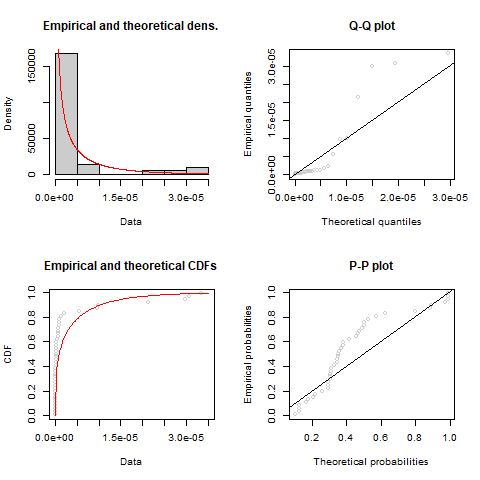 Empirical and theoretical dens.
Density
0 50000 150000
0.0e+00 1.5e-05 3.0e-05
Data
Q-Q plot
Empirical quantiles
0.0e+00 1.5e-05 3.0e-05
0.0e+00 1.5e-05 3.0e-05
Theoretical quantiles
Empirical and theoretical CDFs
CDF
0.0 0.2 0.4 0.6 0.8 1.0
0.0e+00 1.5e-05 3.0e-05
Data
P-P plot
Empirical probabilities
0.0 0.2 0.4 0.6 0.8 1.0
0.2 0.4 0.6 0.8 1.0
Theoretical probabilities